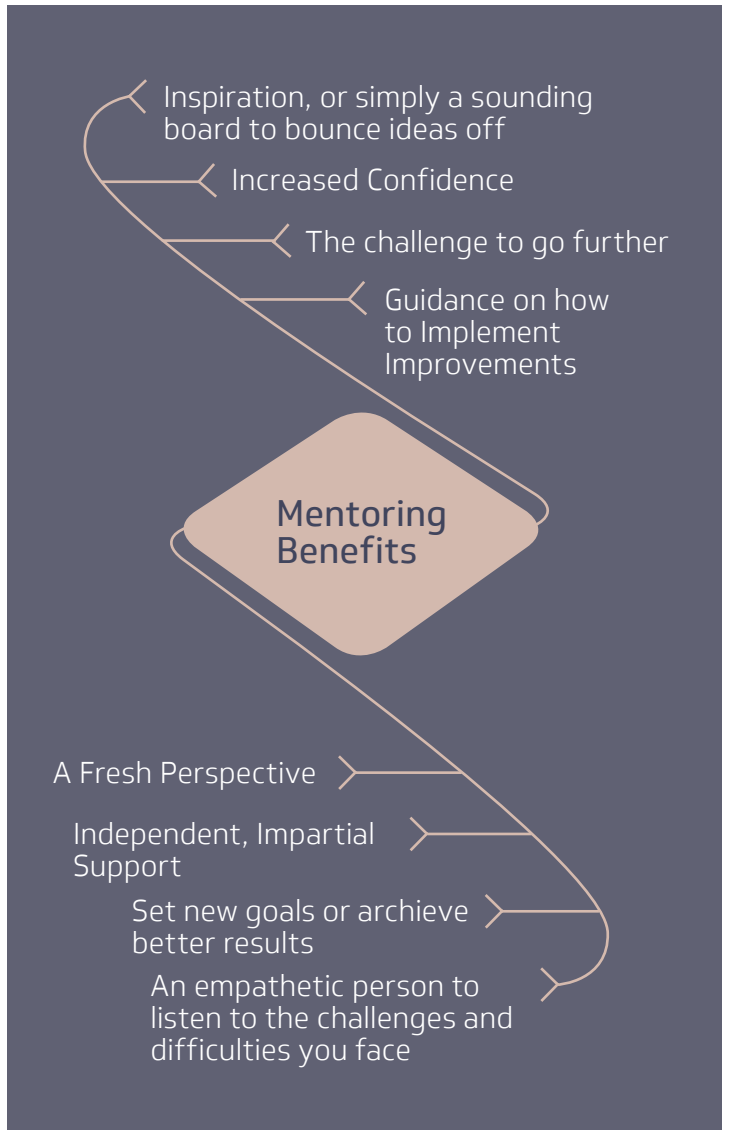 Inspiration, or simply a sounding
board to bounce ideas off
Increased Confidence
The challenge to go further
Guidance on how
to Implement
Improvements
Mentoring
Benefits
A Fresh Perspective
Independent, Impartial
Support
Set new goals or archieve
better results
An empathetic person to
listen to the challenges and
difficulties you face